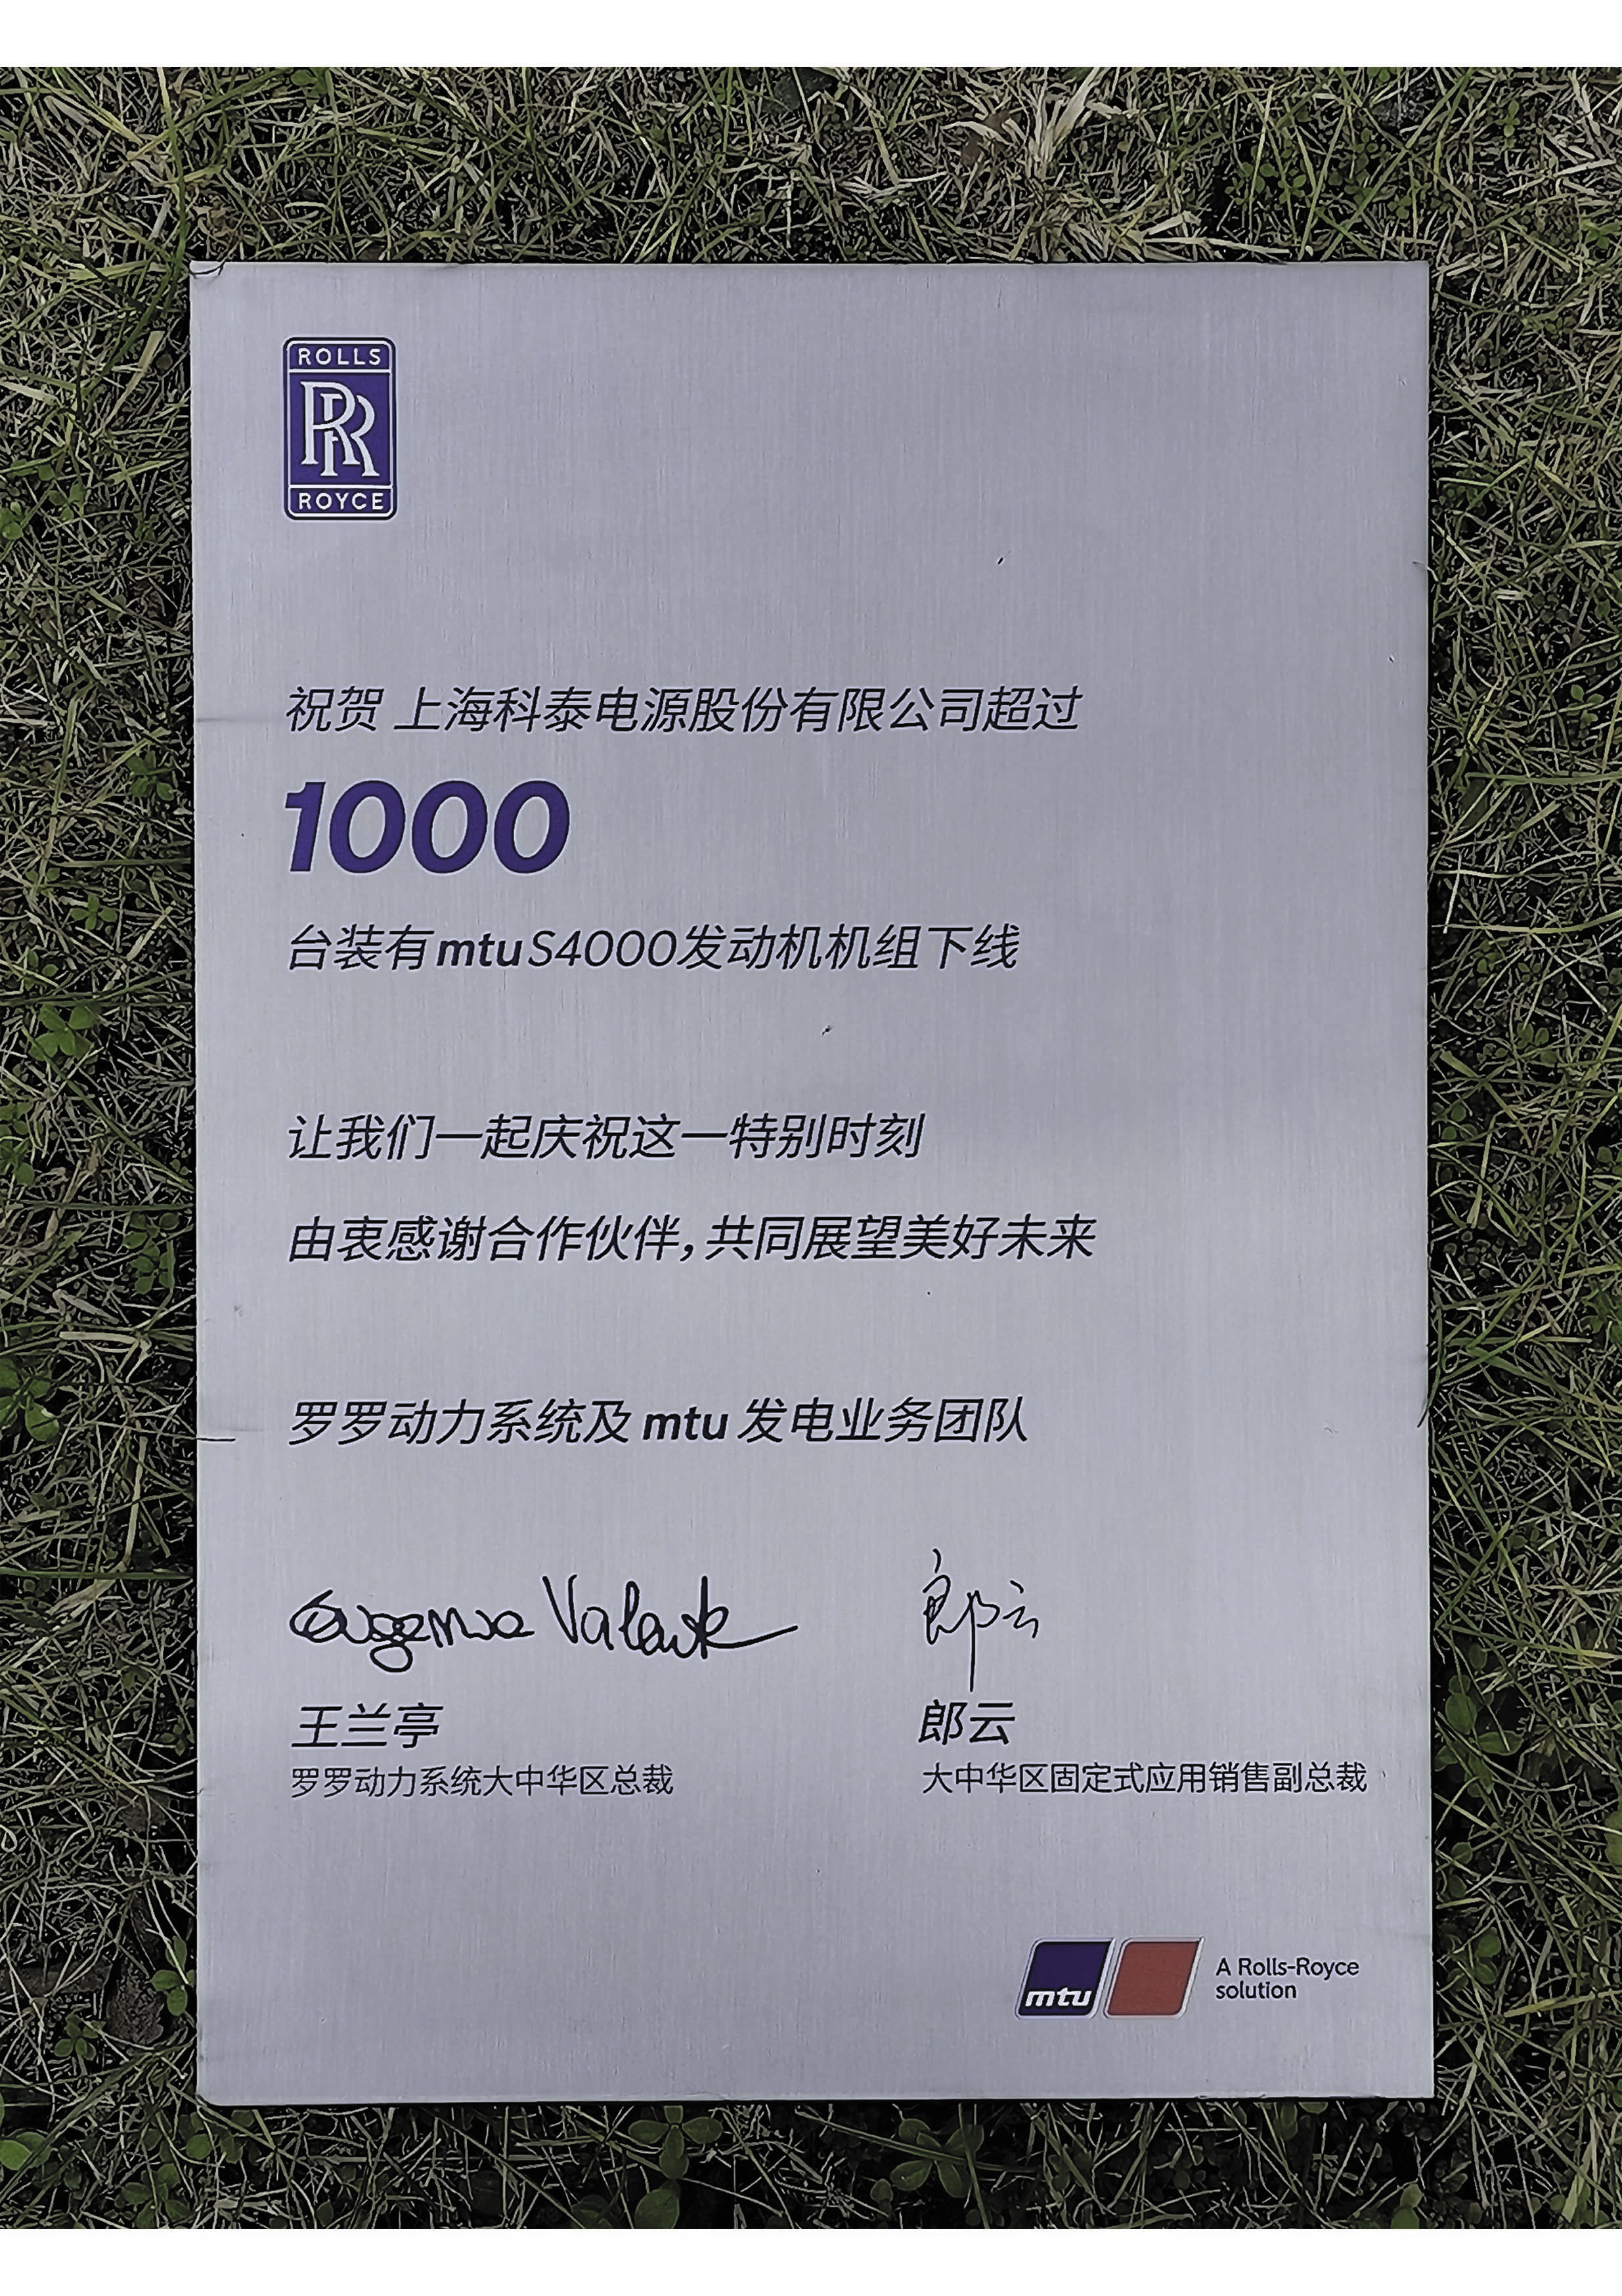 ROLLS
RR
ROYCE
祝贺 上海科泰电源股份有限公司超过
1000
台装有mtu S4000发动机机组下线
让我们一起庆祝这一特别时刻
由衷感谢合作伙伴，共同展望美好未来
罗罗动力系统及 mtu 发电业务团队
郎云
王兰亭
郎云
罗罗动力系统大中华区总裁
大中华区固定式应用销售副总裁
mtu
A Rolls-Royce
solution